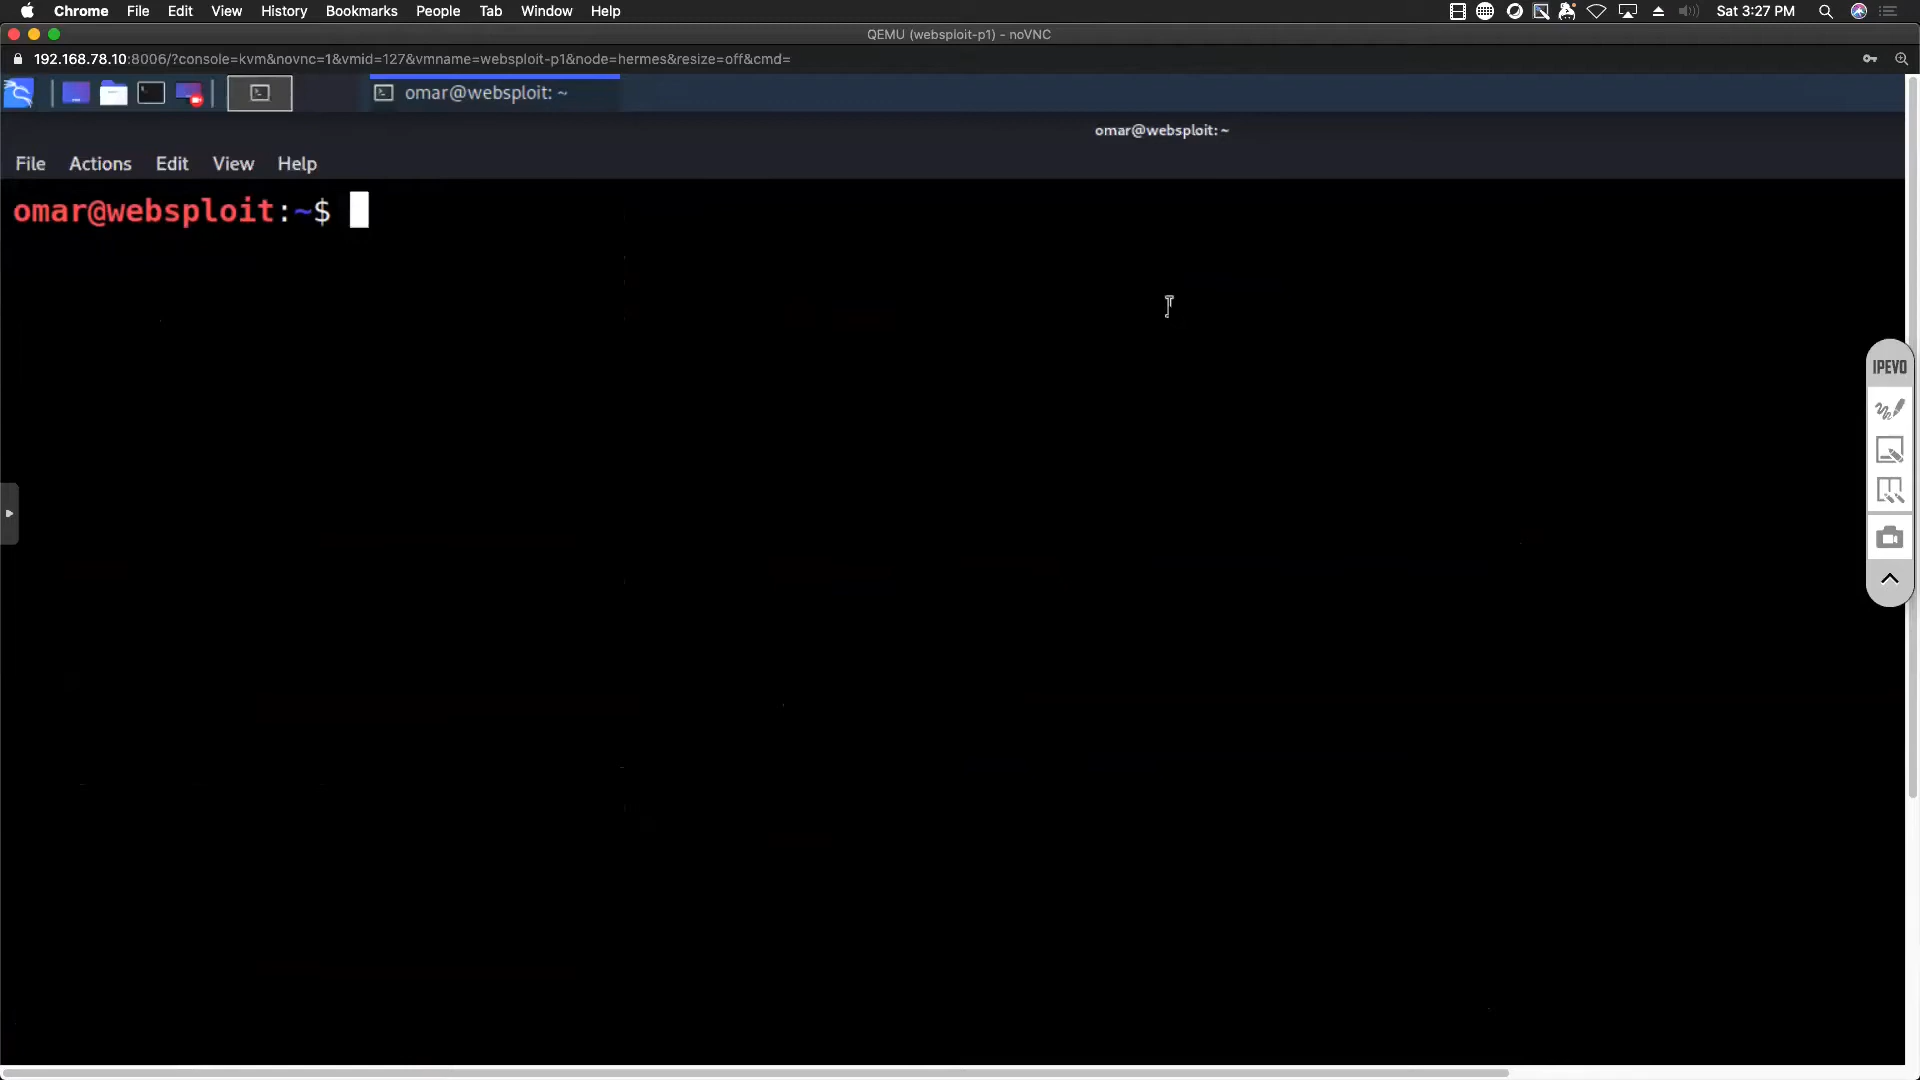 Chrome File Edit View History Bookmarks People Tab Window Help Sat 3:27 PM
QEMU (websploit-p1) - noVNC
192.168.78.10:8006/?console=kvm&novnc=1&vmid=127&vmname=websploit-p1&node=hermes&resize=off&cmd=
omar@websploit: ~
omar@websploit: ~
File Actions Edit View Help
omar@websploit:~$
IPEVO